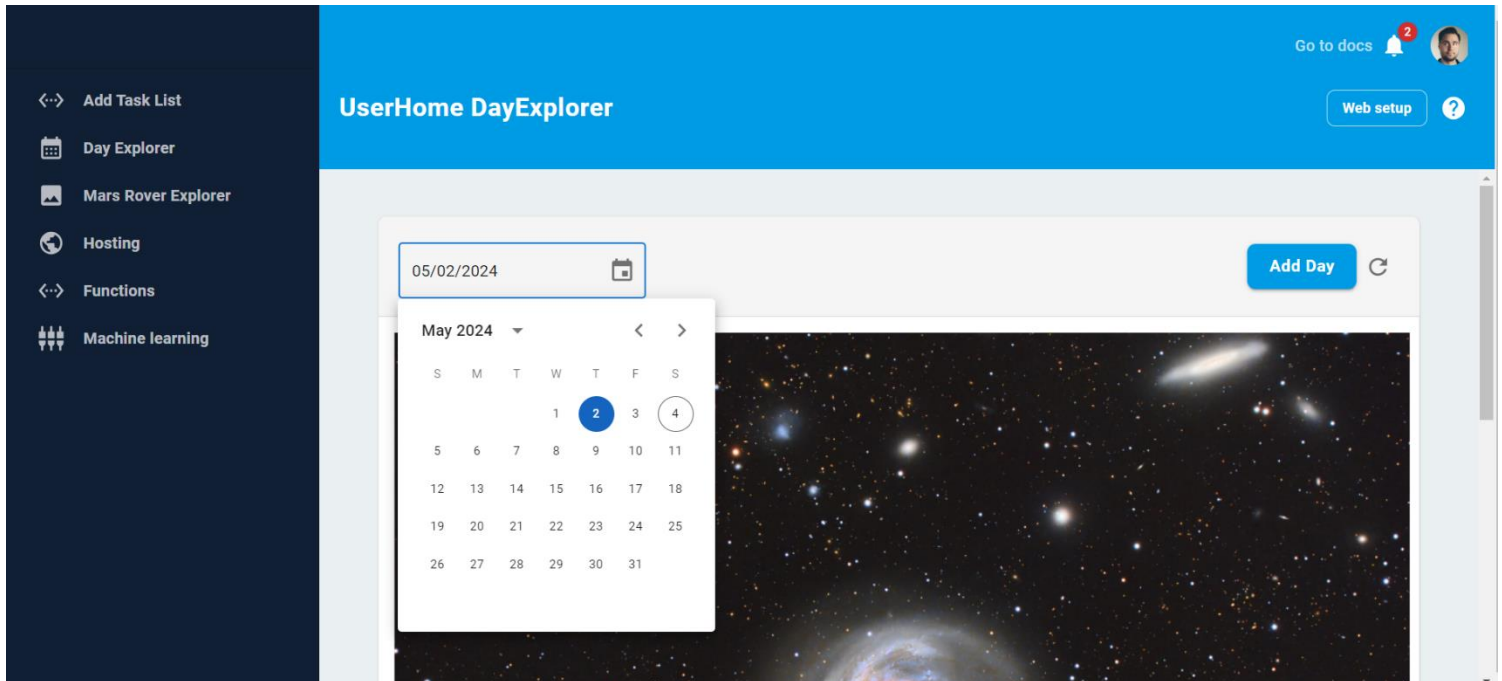 Go to docs 2
Add Task List
UserHome DayExplorer
Web setup ?
Day Explorer
Mars Rover Explorer
Hosting
Functions
Machine learning
05/02/2024
Add Day
May 2024
S M T W T F S
1 2 3 4
5 6 7 8 9 10 11
12 13 14 15 16 17 18
19 20 21 22 23 24 25
26 27 28 29 30 31